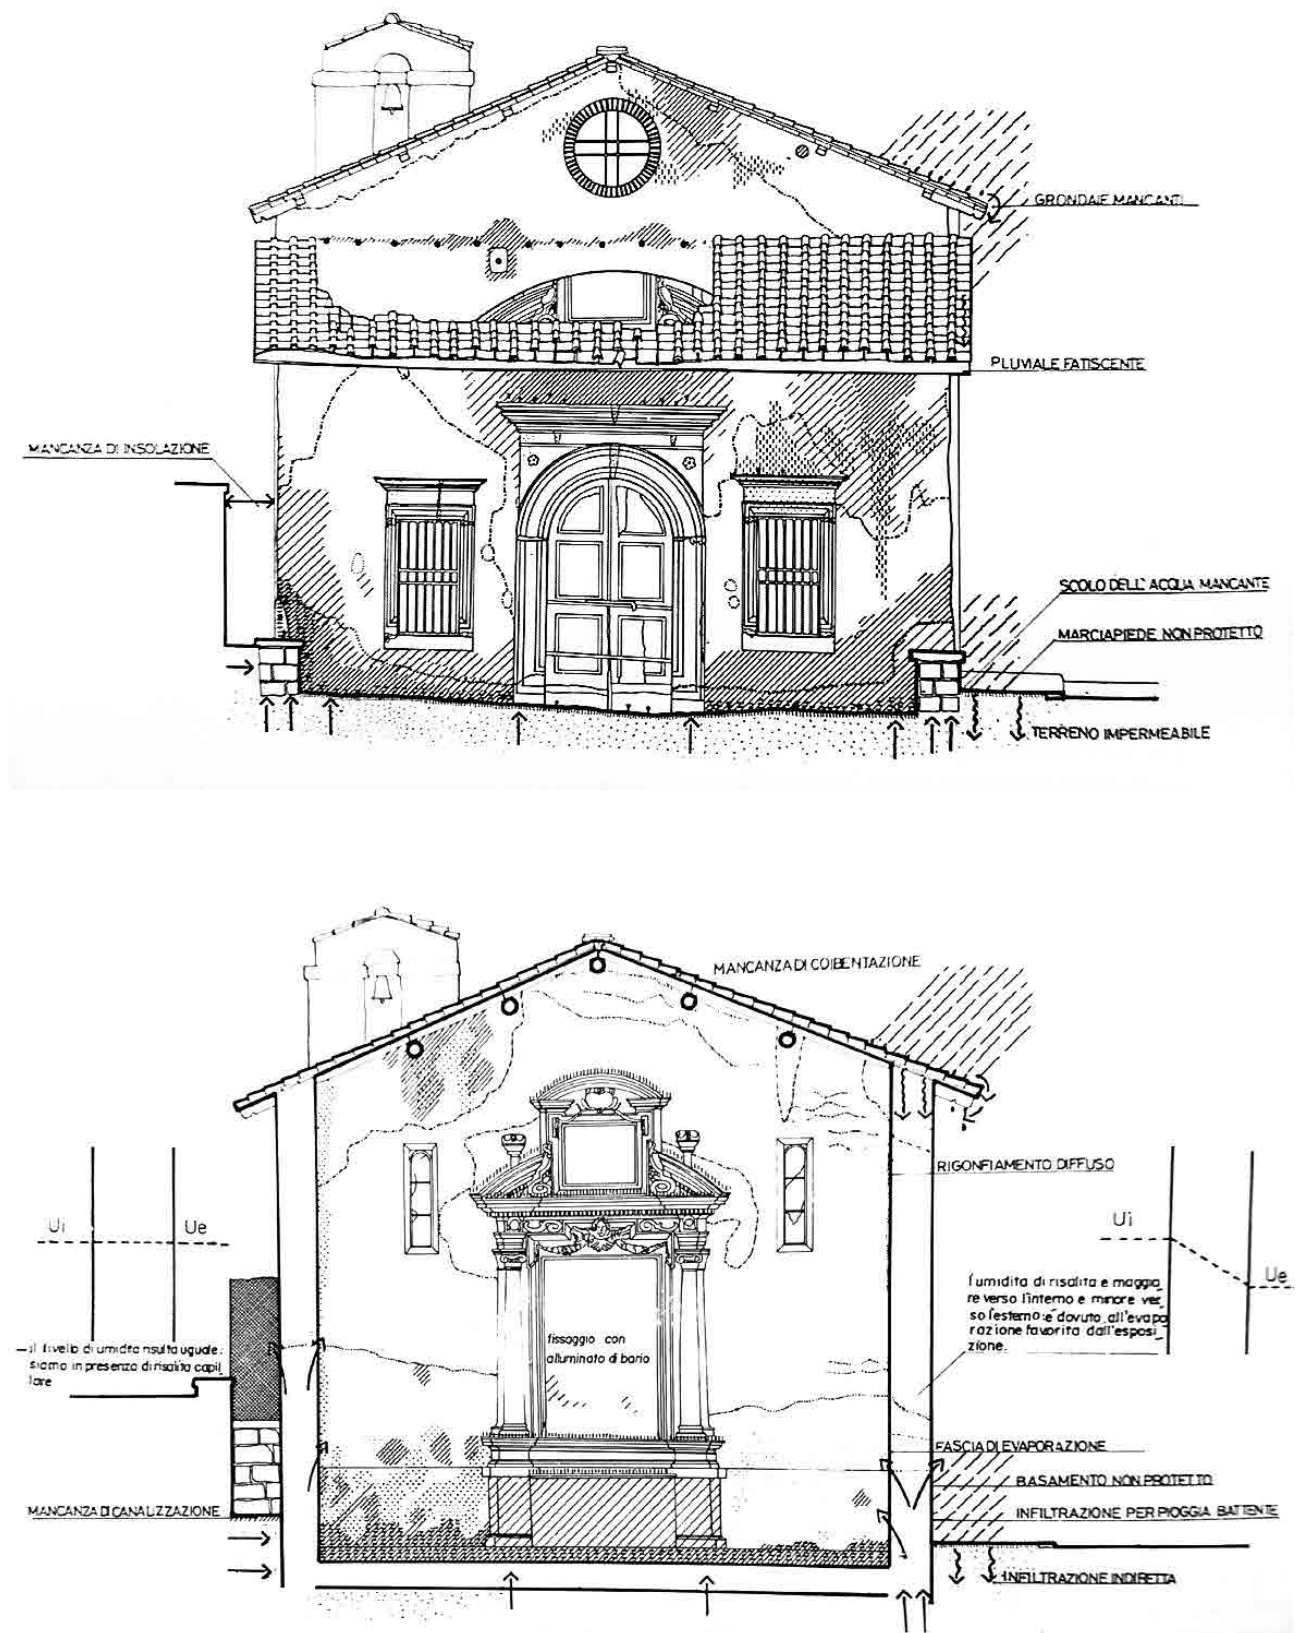 GRONDAIE MANCANTI
PLUVIALE FATISCENTE
MANCANZA DI INSOLAZIONE
SCOLO DELL' ACQUA MANCANTE
MARCIAPIEDE NON PROTETTO
TERRENO IMPERMEABILE
MANCANZA DI COIBENTAZIONE
RIGONFIAMENTO DIFFUSO
Ui
Ue
Ui
Ue
l'umidita di risalita e maggio
re verso l'interno e minore ver
so l'esterno: e' dovuto all'evapo
razione favorita dall'esposi
zione.
il livello di umidita risulta uguale:
siamo in presenza di risalita capil
lare
fissaggio con
alluminato di bario
FASCIA DI EVAPORAZIONE
BASAMENTO NON PROTETTO
MANCANZA DI CANALIZZAZIONE
INFILTRAZIONE PER PIOGGIA BATTENTE
INFILTRAZIONE INDIRETTA